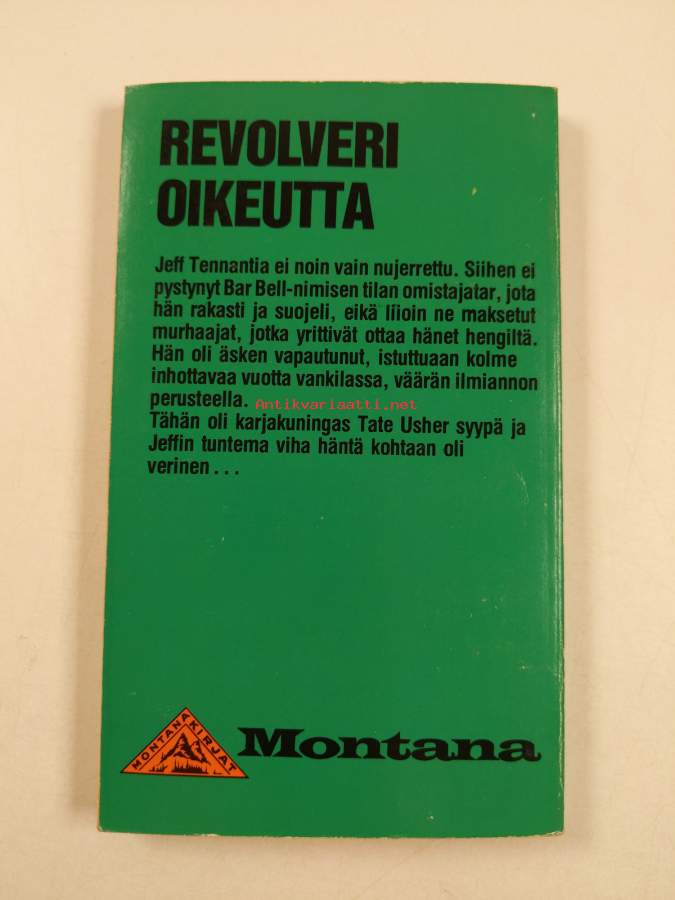 REVOLVERI
OIKEUTTA
Jeff Tennantia ei noin vain nujerrettu. Siihen ei
pystynyt Bar Bell-nimisen tilan omistajatar, jota
hän rakasti ja suojeli, eikä liioin ne maksetut
murhaajat, jotka yrittivät ottaa hänet hengiltä.
Hän oli äsken vapautunut, istuttuaan kolme
inhottavaa vuotta vankilassa, väärän ilmiannon
perusteella.
Antikvariaatti.net
Tähän oli karjakuningas Tate Usher syypä ja
Jeffin tuntema viha häntä kohtaan oli
verinen...
MONTANA KIRJAT
Montana